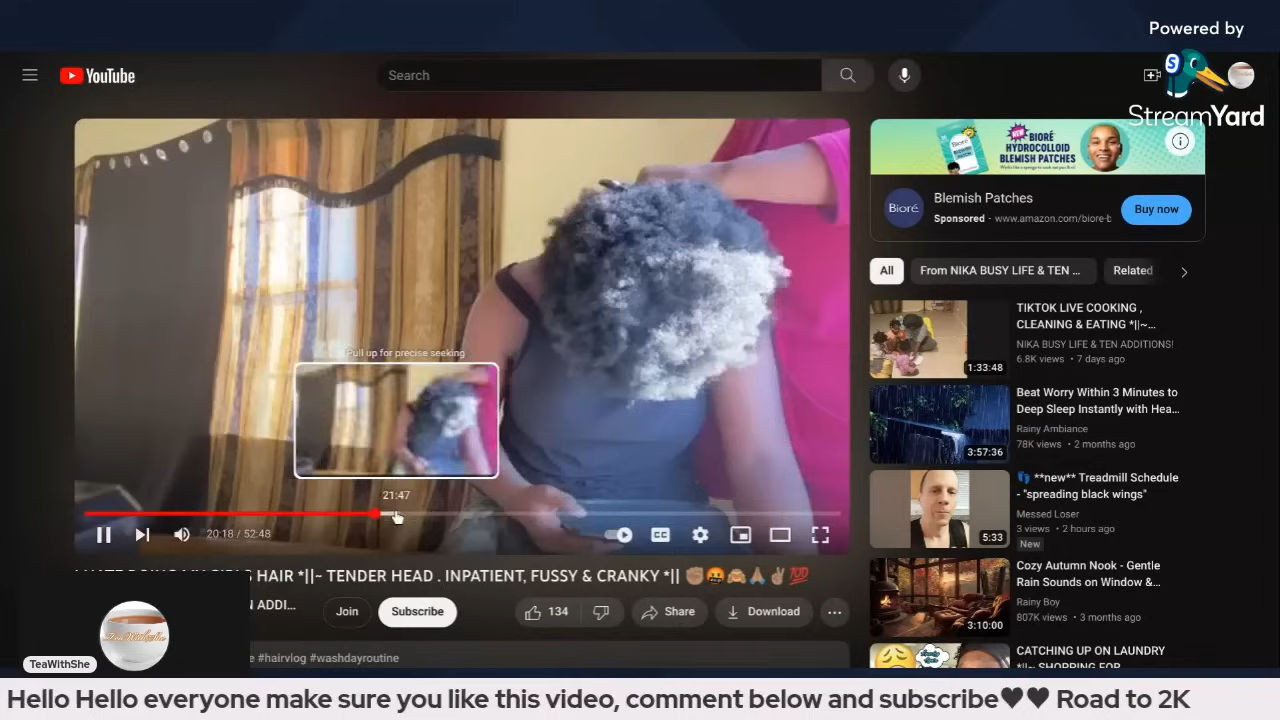 Powered by
StreamYard
YouTube
Search
BIORÉ
HYDROCOLLOID
BLEMISH PATCHES
Bioré
Blemish Patches
Sponsored · www.amazon.com/biore-b
Buy now
All
From NIKA BUSY LIFE & TEN ...
Related
TIKTOK LIVE COOKING ,
CLEANING & EATING *||~...
NIKA BUSY LIFE & TEN ADDITIONS!
6.8K views • 7 days ago
1:33:48
Beat Worry Within 3 Minutes to
Deep Sleep Instantly with Hea...
Rainy Ambiance
78K views • 2 months ago
3:57:36
👣 **new** Treadmill Schedule
- "spreading black wings"
Messed Loser
3 views • 2 hours ago
New
5:33
Cozy Autumn Nook - Gentle
Rain Sounds on Window &...
Rainy Boy
807K views • 3 months ago
3:10:00
CATCHING UP ON LAUNDRY
*||~ SHOPPING FOR
Pull up for precise seeking
21:47
20:18 / 52:48
HAIR *||~ TENDER HEAD . INPATIENT, FUSSY & CRANKY *|| ✊🤬🙈🙏✌💯
N ADDI...
Join
Subscribe
134
Share
Download
e #hairvlog #washdayroutine
TeaWithShe
TeaWithShe
Hello Hello everyone make sure you like this video, comment below and subscribe♥♥ Road to 2K